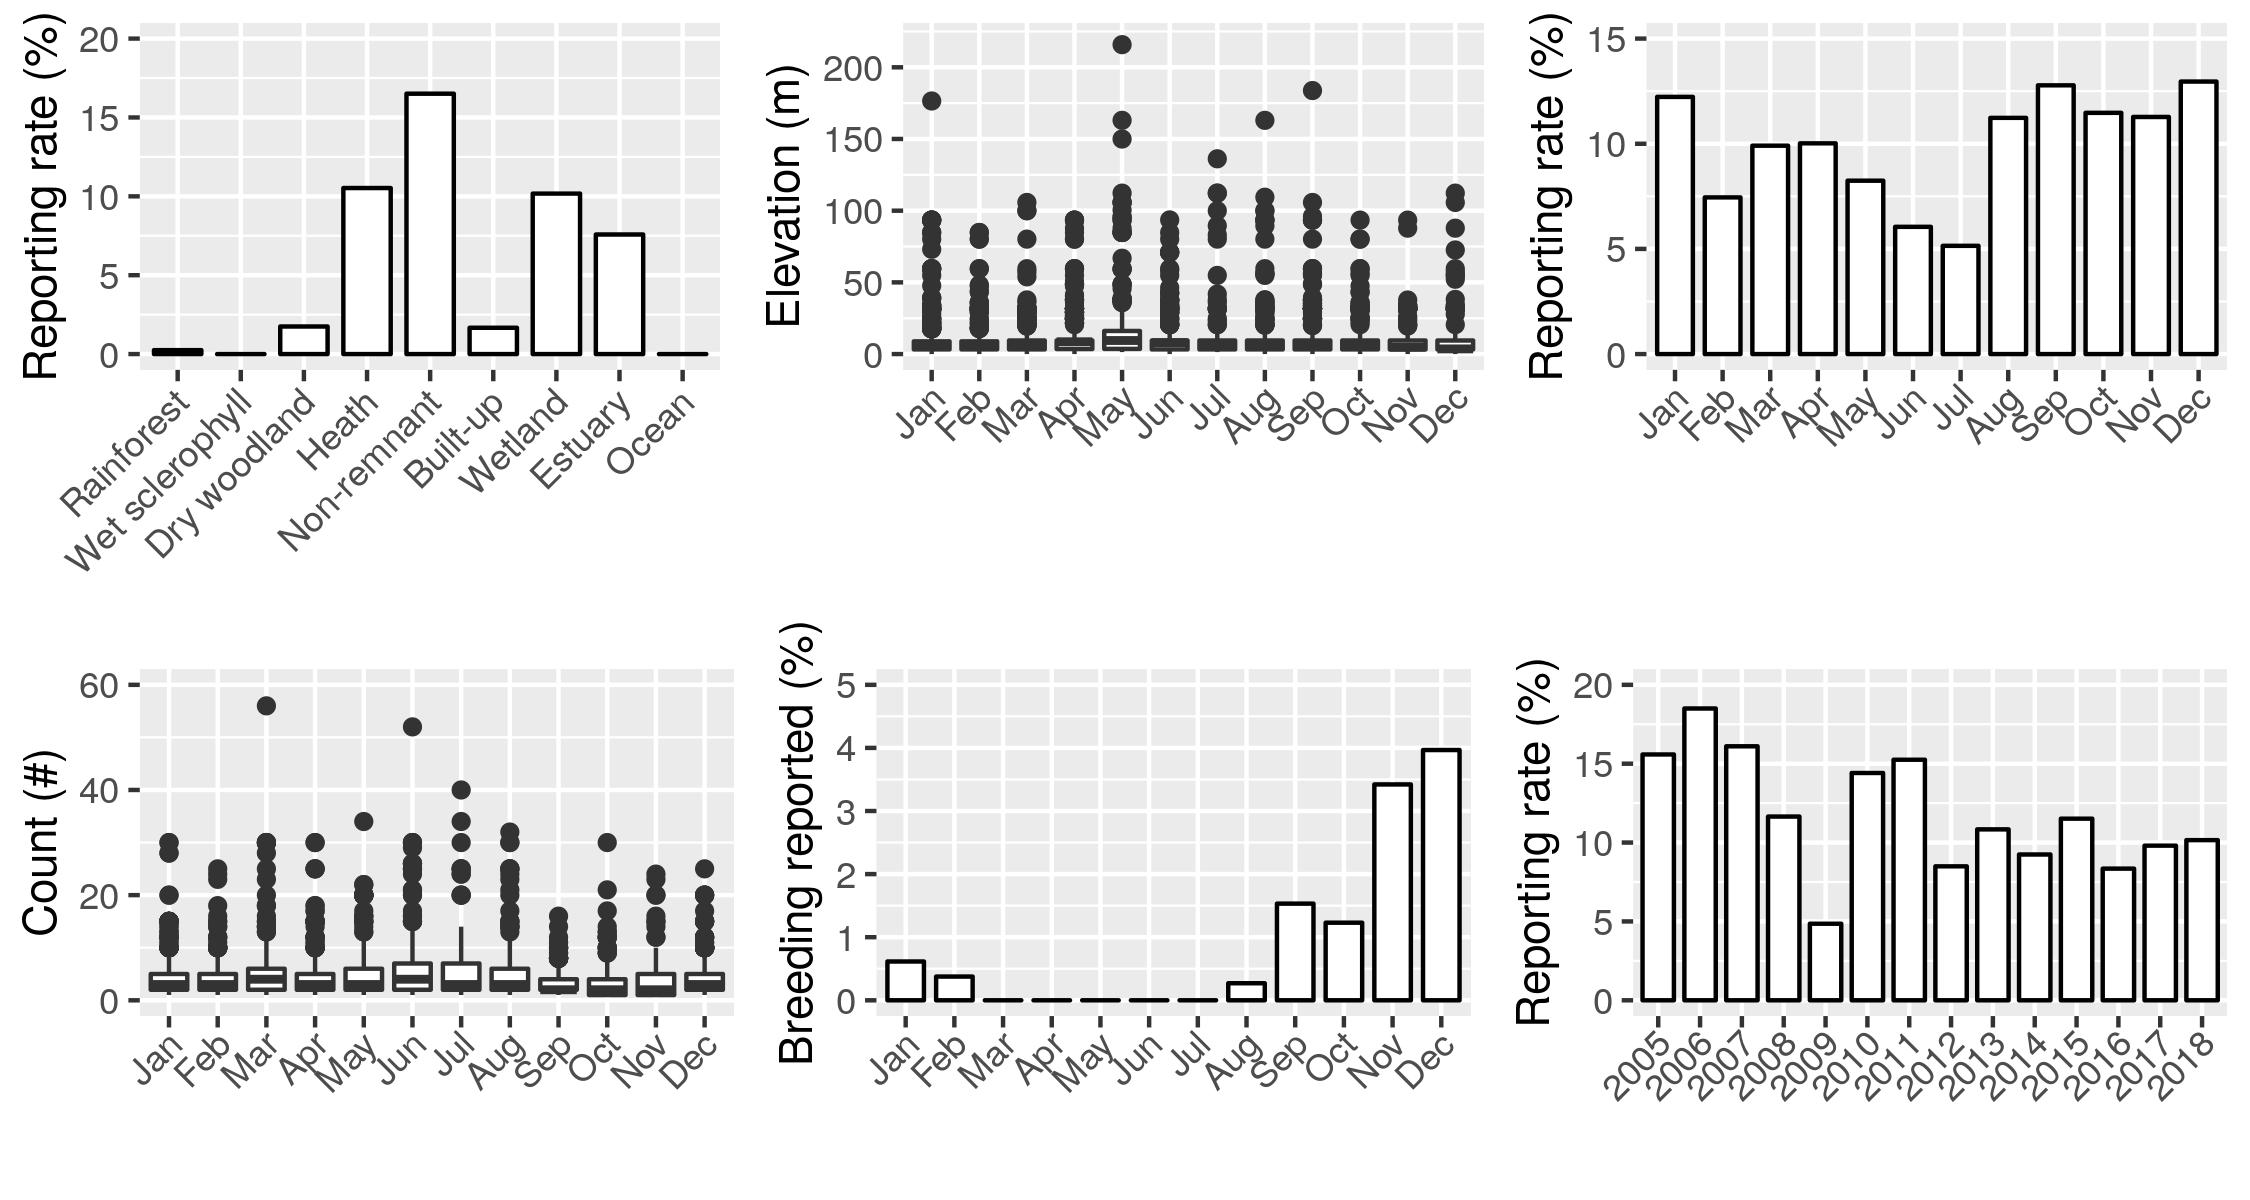 Reporting rate (%)
20
15
10
5
0
Rainforest
Wet sclerophyll
Dry woodland
Heath
Non-remnant
Built-up
Wetland
Estuary
Ocean
Elevation (m)
200
150
100
50
0
Jan
Feb
Mar
Apr
May
Jun
Jul
Aug
Sep
Oct
Nov
Dec
Reporting rate (%)
15
10
5
0
Jan
Feb
Mar
Apr
May
Jun
Jul
Aug
Sep
Oct
Nov
Dec
Count (#)
60
40
20
0
Jan
Feb
Mar
Apr
May
Jun
Jul
Aug
Sep
Oct
Nov
Dec
Breeding reported (%)
5
4
3
2
1
0
Jan
Feb
Mar
Apr
May
Jun
Jul
Aug
Sep
Oct
Nov
Dec
Reporting rate (%)
20
15
10
5
0
2005
2006
2007
2008
2009
2010
2011
2012
2013
2014
2015
2016
2017
2018